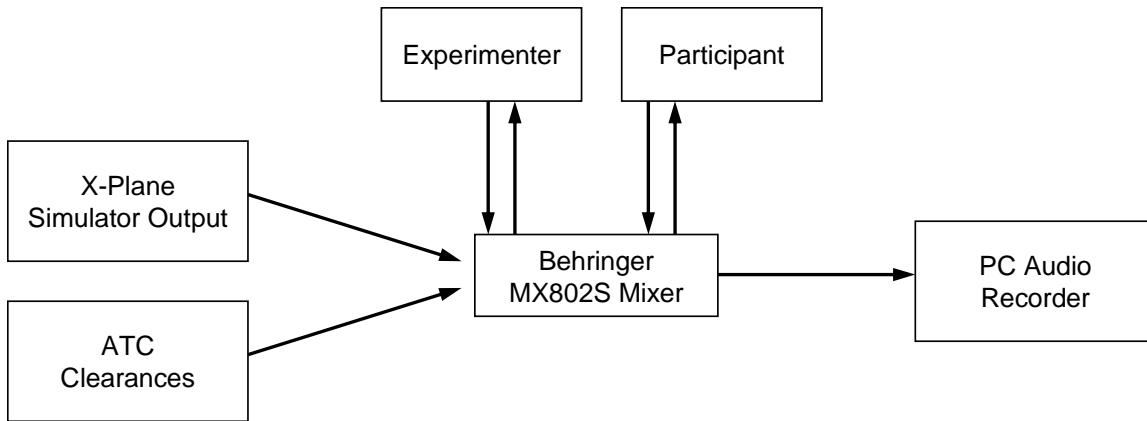 Experimenter
Participant
X-Plane
Simulator Output
Behringer
MX802S Mixer
PC Audio
Recorder
ATC
Clearances